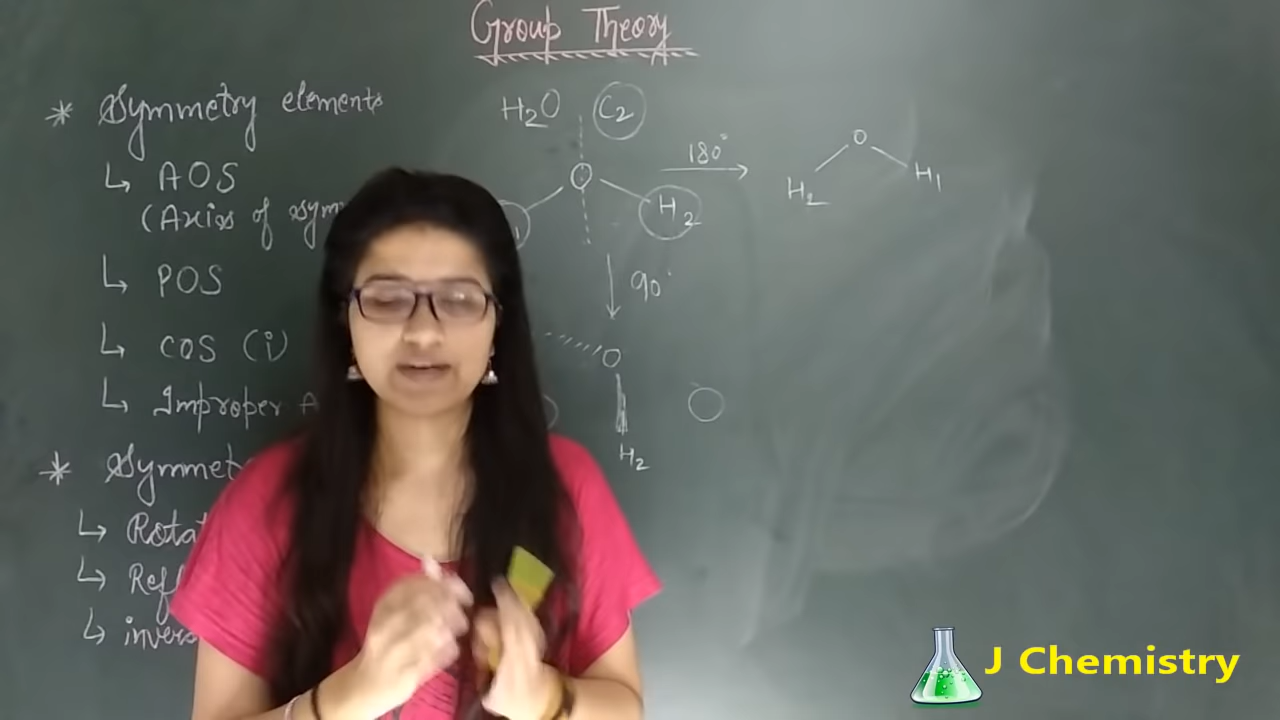 Group Theory
* Symmetry elements
↳ AOS
(Axis of sym
↳ POS
↳ COS (i)
↳ Improper A
* Symmet
↳ Rotat
↳ Ref
↳ invers
H₂O C₂
O
H₂
180°
O
H₂ H₁
90°
O
H₂
J Chemistry